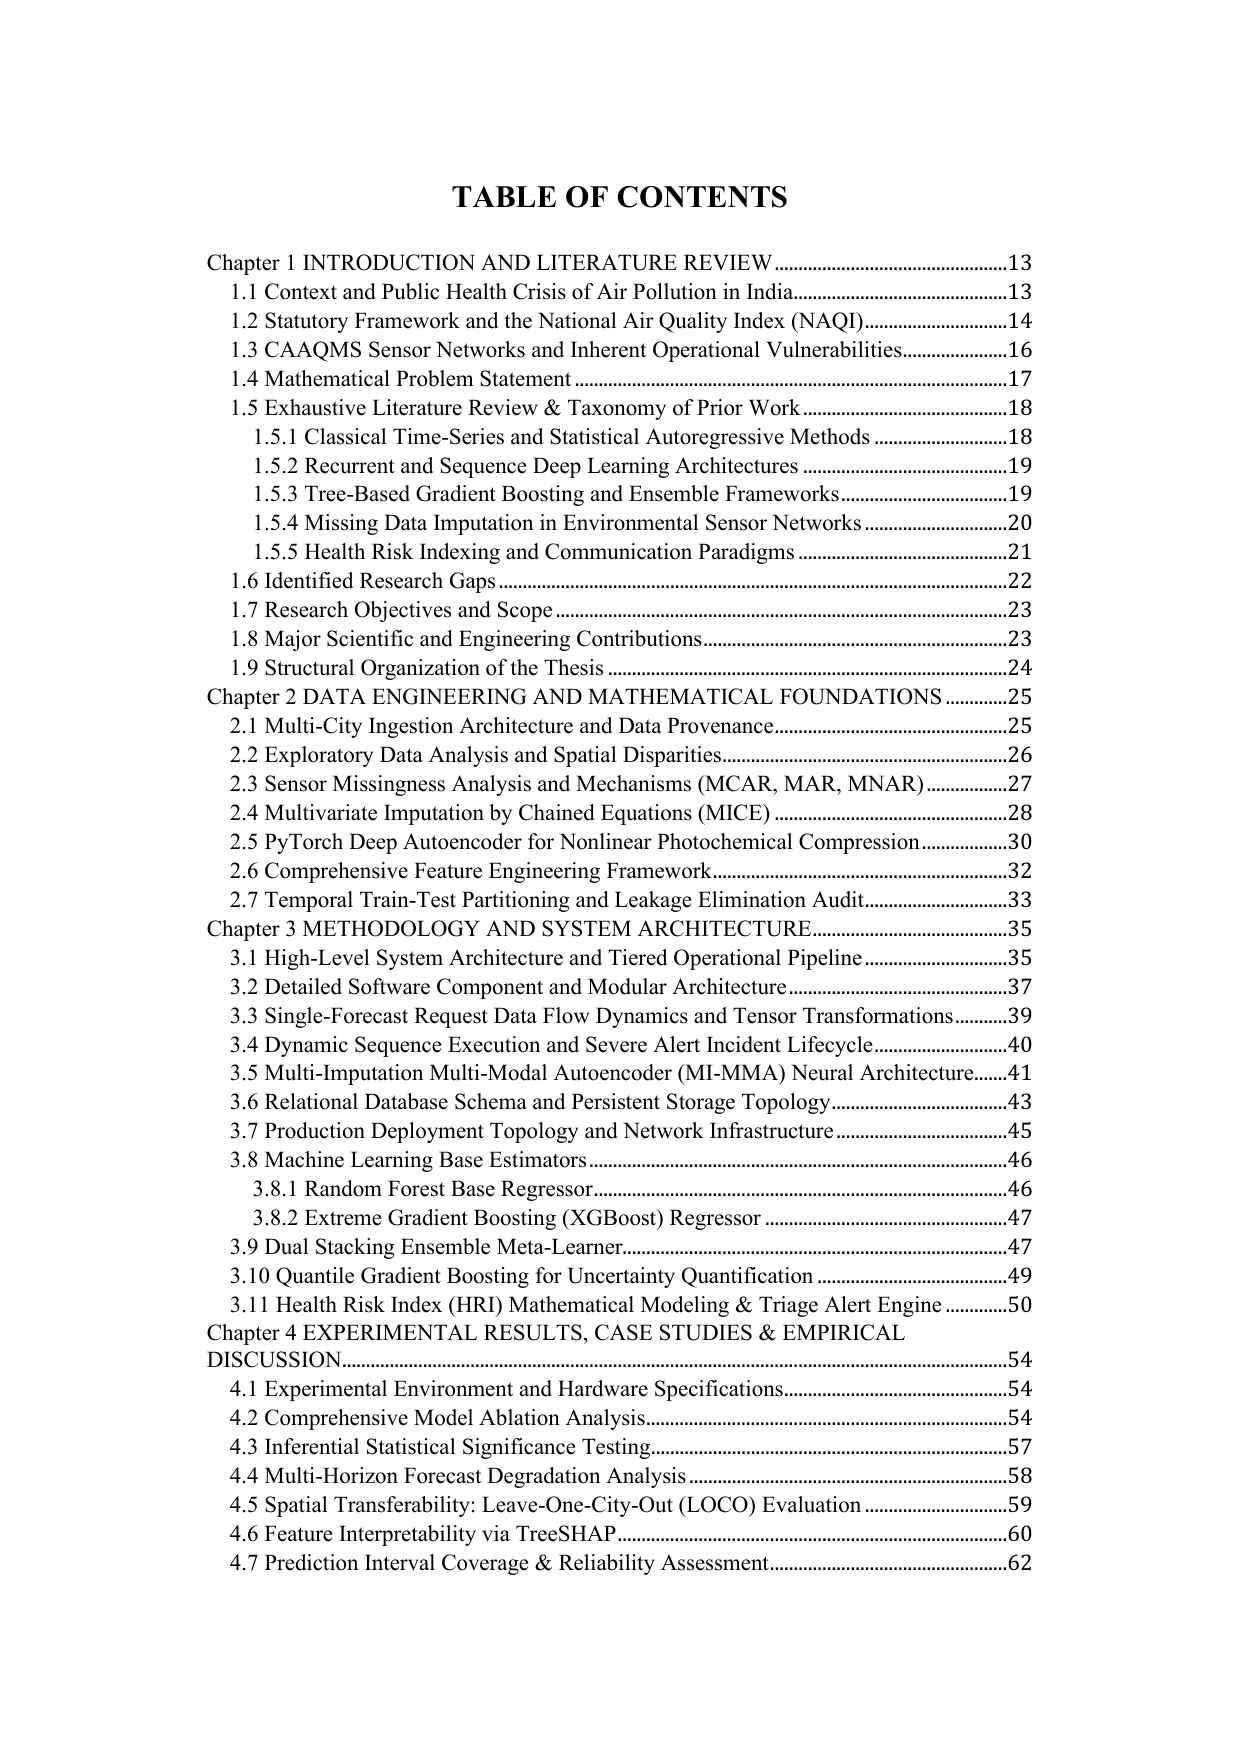 TABLE OF CONTENTS
Chapter 1 INTRODUCTION AND LITERATURE REVIEW.................................................13
1.1 Context and Public Health Crisis of Air Pollution in India.............................................13
1.2 Statutory Framework and the National Air Quality Index (NAQI)..............................14
1.3 CAAQMS Sensor Networks and Inherent Operational Vulnerabilities......................16
1.4 Mathematical Problem Statement...........................................................................................17
1.5 Exhaustive Literature Review & Taxonomy of Prior Work...........................................18
1.5.1 Classical Time-Series and Statistical Autoregressive Methods............................18
1.5.2 Recurrent and Sequence Deep Learning Architectures...........................................19
1.5.3 Tree-Based Gradient Boosting and Ensemble Frameworks...................................19
1.5.4 Missing Data Imputation in Environmental Sensor Networks..............................20
1.5.5 Health Risk Indexing and Communication Paradigms............................................21
1.6 Identified Research Gaps...........................................................................................................22
1.7 Research Objectives and Scope...............................................................................................23
1.8 Major Scientific and Engineering Contributions................................................................23
1.9 Structural Organization of the Thesis....................................................................................24
Chapter 2 DATA ENGINEERING AND MATHEMATICAL FOUNDATIONS.............25
2.1 Multi-City Ingestion Architecture and Data Provenance.................................................25
2.2 Exploratory Data Analysis and Spatial Disparities............................................................26
2.3 Sensor Missingness Analysis and Mechanisms (MCAR, MAR, MNAR).................27
2.4 Multivariate Imputation by Chained Equations (MICE).................................................28
2.5 PyTorch Deep Autoencoder for Nonlinear Photochemical Compression..................30
2.6 Comprehensive Feature Engineering Framework..............................................................32
2.7 Temporal Train-Test Partitioning and Leakage Elimination Audit..............................33
Chapter 3 METHODOLOGY AND SYSTEM ARCHITECTURE.........................................35
3.1 High-Level System Architecture and Tiered Operational Pipeline..............................35
3.2 Detailed Software Component and Modular Architecture..............................................37
3.3 Single-Forecast Request Data Flow Dynamics and Tensor Transformations...........39
3.4 Dynamic Sequence Execution and Severe Alert Incident Lifecycle............................40
3.5 Multi-Imputation Multi-Modal Autoencoder (MI-MMA) Neural Architecture.......41
3.6 Relational Database Schema and Persistent Storage Topology.....................................43
3.7 Production Deployment Topology and Network Infrastructure....................................45
3.8 Machine Learning Base Estimators........................................................................................46
3.8.1 Random Forest Base Regressor.......................................................................................46
3.8.2 Extreme Gradient Boosting (XGBoost) Regressor...................................................47
3.9 Dual Stacking Ensemble Meta-Learner.................................................................................47
3.10 Quantile Gradient Boosting for Uncertainty Quantification........................................49
3.11 Health Risk Index (HRI) Mathematical Modeling & Triage Alert Engine.............50
Chapter 4 EXPERIMENTAL RESULTS, CASE STUDIES & EMPIRICAL
DISCUSSION............................................................................................................................................54
4.1 Experimental Environment and Hardware Specifications...............................................54
4.2 Comprehensive Model Ablation Analysis............................................................................54
4.3 Inferential Statistical Significance Testing...........................................................................57
4.4 Multi-Horizon Forecast Degradation Analysis...................................................................58
4.5 Spatial Transferability: Leave-One-City-Out (LOCO) Evaluation..............................59
4.6 Feature Interpretability via TreeSHAP..................................................................................60
4.7 Prediction Interval Coverage & Reliability Assessment..................................................62